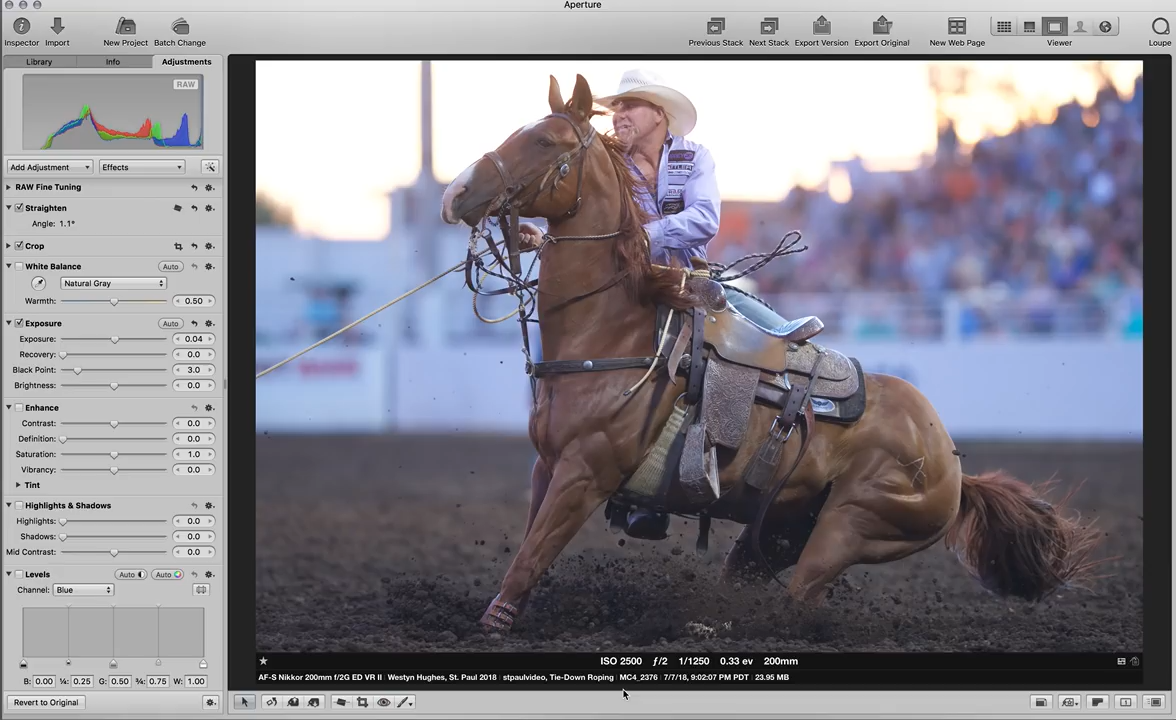 Aperture
Inspector Import New Project Batch Change Previous Stack Next Stack Export Version Export Original New Web Page Viewer Loupe
Library Info Adjustments
RAW
Add Adjustment Effects
RAW Fine Tuning
Straighten
Angle: 1.1°
Crop
White Balance Auto
Natural Gray
Warmth: 0.50
Exposure Auto
Exposure: 0.04
Recovery: 0.0
Black Point: 3.0
Brightness: 0.0
Enhance
Contrast: 0.0
Definition: 0.0
Saturation: 1.0
Vibrancy: 0.0
Tint
Highlights & Shadows
Highlights: 0.0
Shadows: 0.0
Mid Contrast: 0.0
Levels Auto Auto
Channel: Blue
B: 0.00 ¼: 0.25 G: 0.50 ¾: 0.75 W: 1.00
Revert to Original
ISO 2500 ƒ/2 1/1250 0.33 ev 200mm
AF-S Nikkor 200mm f/2G ED VR II Westyn Hughes, St. Paul 2018 stpaulvideo, Tie-Down Roping MC4_2376 7/7/18, 9:02:07 PM PDT 23.95 MB